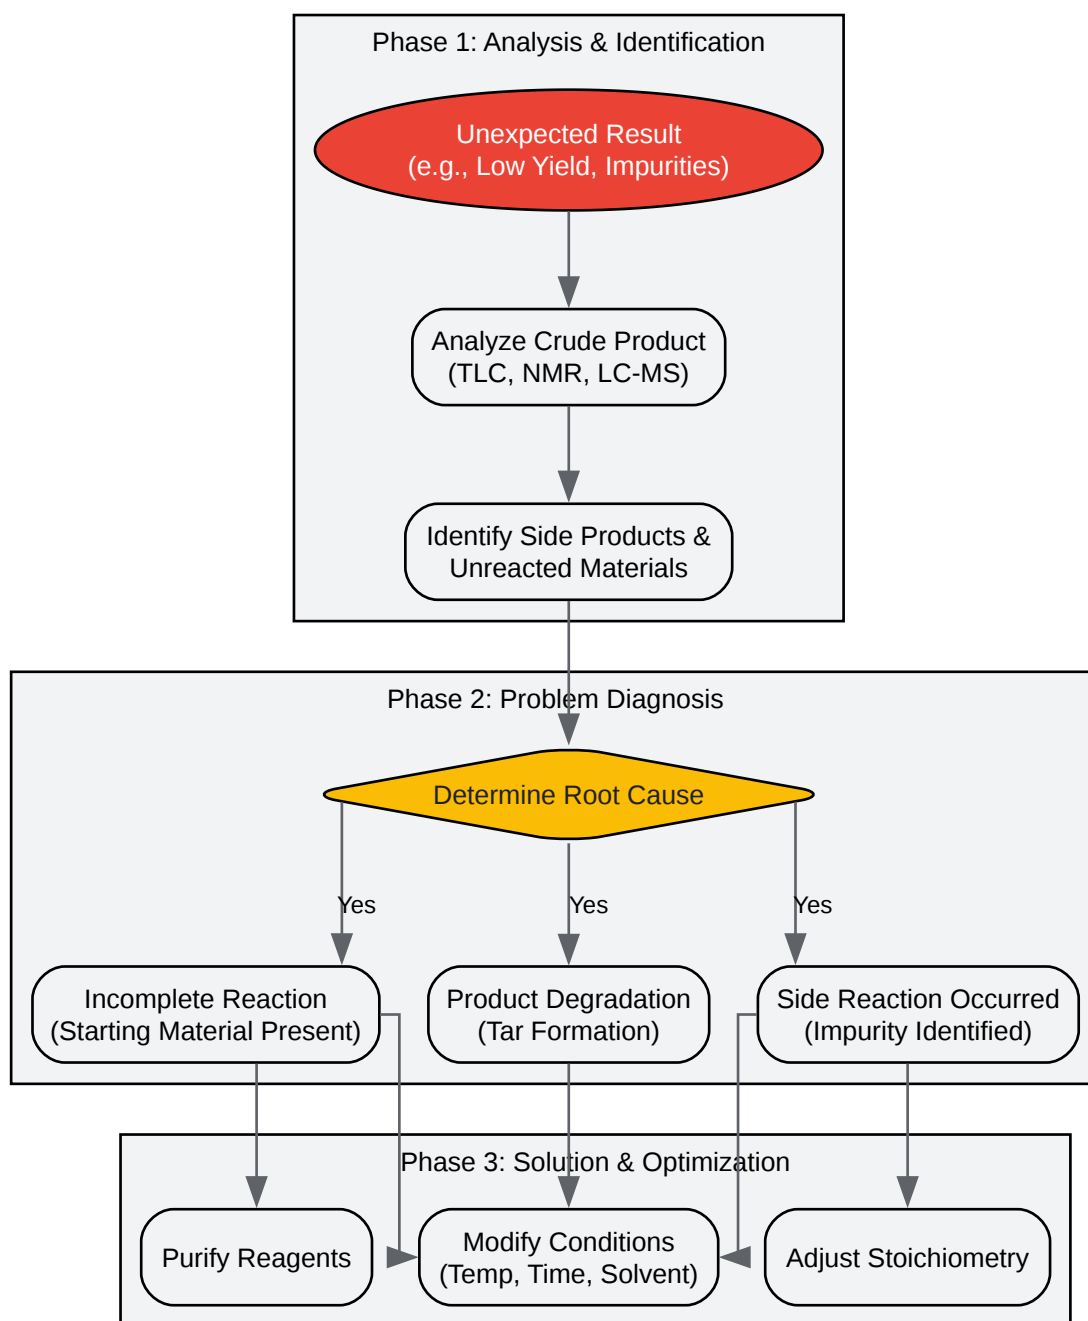 Phase 1: Analysis & Identification
Unexpected Result
(e.g., Low Yield, Impurities)
Analyze Crude Product
(TLC, NMR, LC-MS)
Identify Side Products &
Unreacted Materials
Phase 2: Problem Diagnosis
Determine Root Cause
Yes
Yes
Yes
Incomplete Reaction
(Starting Material Present)
Product Degradation
(Tar Formation)
Side Reaction Occurred
(Impurity Identified)
Phase 3: Solution & Optimization
Purify Reagents
Modify Conditions
(Temp, Time, Solvent)
Adjust Stoichiometry